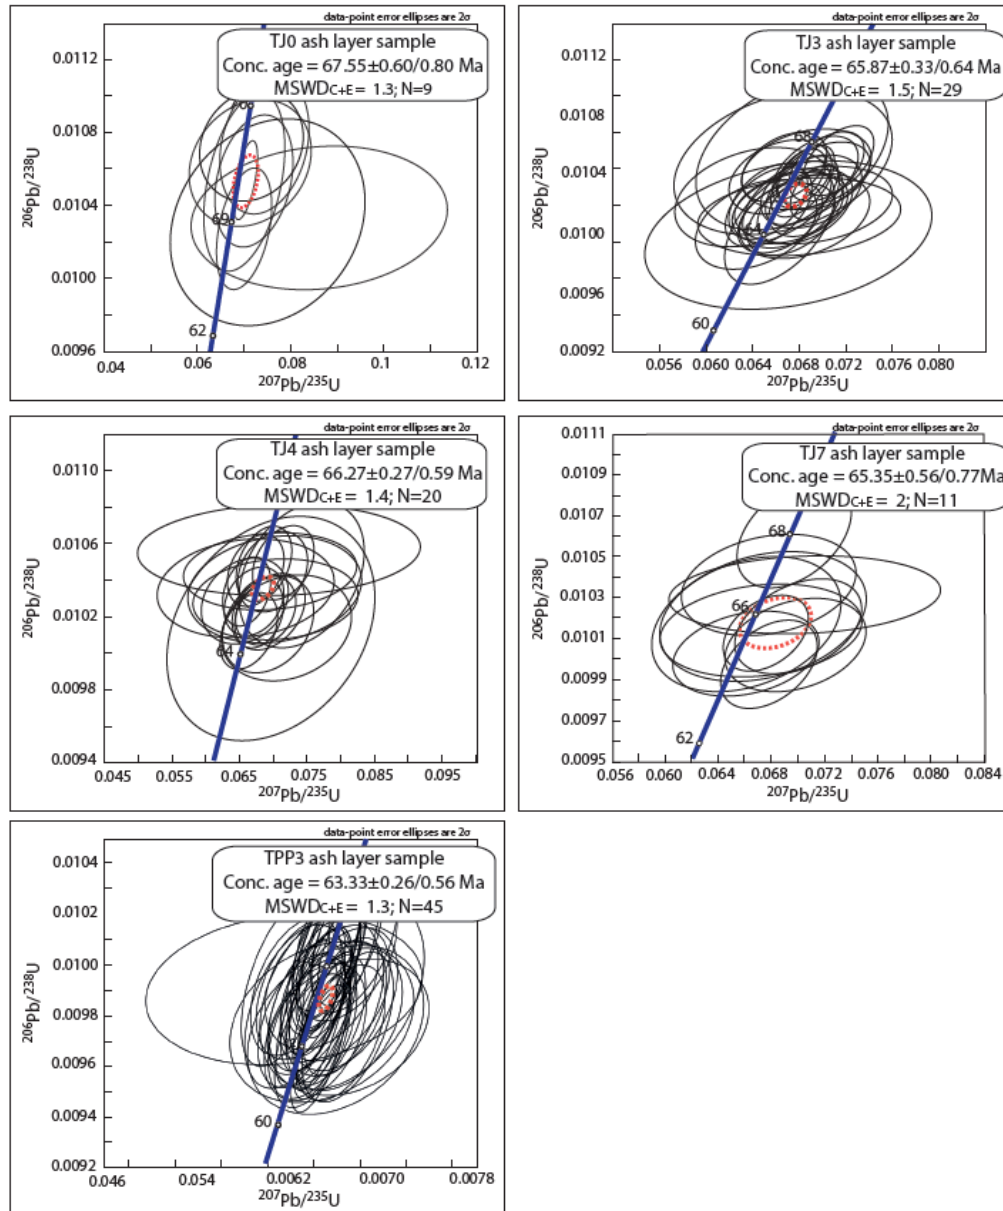 data-point error ellipses are 2σ
TJ0 ash layer sample
Conc. age = 67.55±0.60/0.80 Ma
MSWDC+E = 1.3; N=9
0.0112
0.0108
0.0104
0.0100
0.0096
206Pb/238U
69
62
0.04
0.06
0.08
0.1
0.12
207Pb/235U
data-point error ellipses are 2σ
TJ3 ash layer sample
Conc. age = 65.87±0.33/0.64 Ma
MSWDC+E = 1.5; N=29
0.0112
0.0108
0.0104
0.0100
0.0096
0.0092
206Pb/238U
68
64
60
0.056
0.060
0.064
0.068
0.072
0.076
0.080
207Pb/235U
data-point error ellipses are 2σ
TJ4 ash layer sample
Conc. age = 66.27±0.27/0.59 Ma
MSWDC+E = 1.4; N=20
0.0110
0.0106
0.0102
0.0098
0.0094
206Pb/238U
64
0.045
0.055
0.065
0.075
0.085
0.095
207Pb/235U
data-point error ellipses are 2σ
TJ7 ash layer sample
Conc. age = 65.35±0.56/0.77Ma
MSWDC+E = 2; N=11
0.0111
0.0109
0.0107
0.0105
0.0103
0.0101
0.0099
0.0097
0.0095
206Pb/238U
68
66
62
0.056
0.060
0.064
0.068
0.072
0.076
0.080
0.084
207Pb/235U
data-point error ellipses are 2σ
TPP3 ash layer sample
Conc. age = 63.33±0.26/0.56 Ma
MSWDC+E = 1.3; N=45
0.0104
0.0102
0.0100
0.0098
0.0096
0.0094
0.0092
206Pb/238U
60
0.046
0.054
0.0062
0.0070
0.0078
207Pb/235U